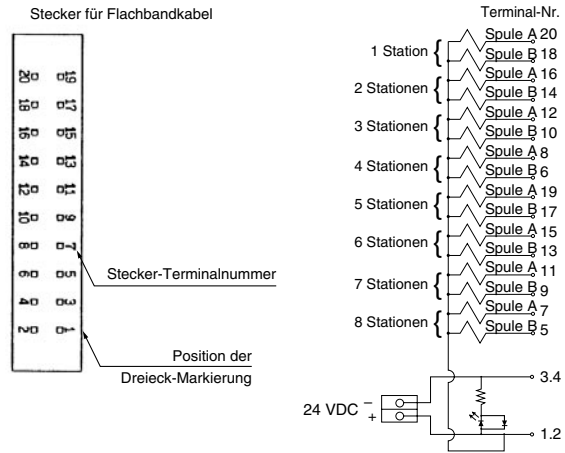 Stecker für Flachbandkabel
20 19
18 17
16 15
14 13
12 11
10 9
8 7
6 5
4 3
2 1
Stecker-Terminalnummer
Position der
Dreieck-Markierung
Terminal-Nr.
1 Station { Spule A 20
Spule B 18
2 Stationen { Spule A 16
Spule B 14
3 Stationen { Spule A 12
Spule B 10
4 Stationen { Spule A 8
Spule B 6
5 Stationen { Spule A 19
Spule B 17
6 Stationen { Spule A 15
Spule B 13
7 Stationen { Spule A 11
Spule B 9
8 Stationen { Spule A 7
Spule B 5
3.4
24 VDC – +
1.2